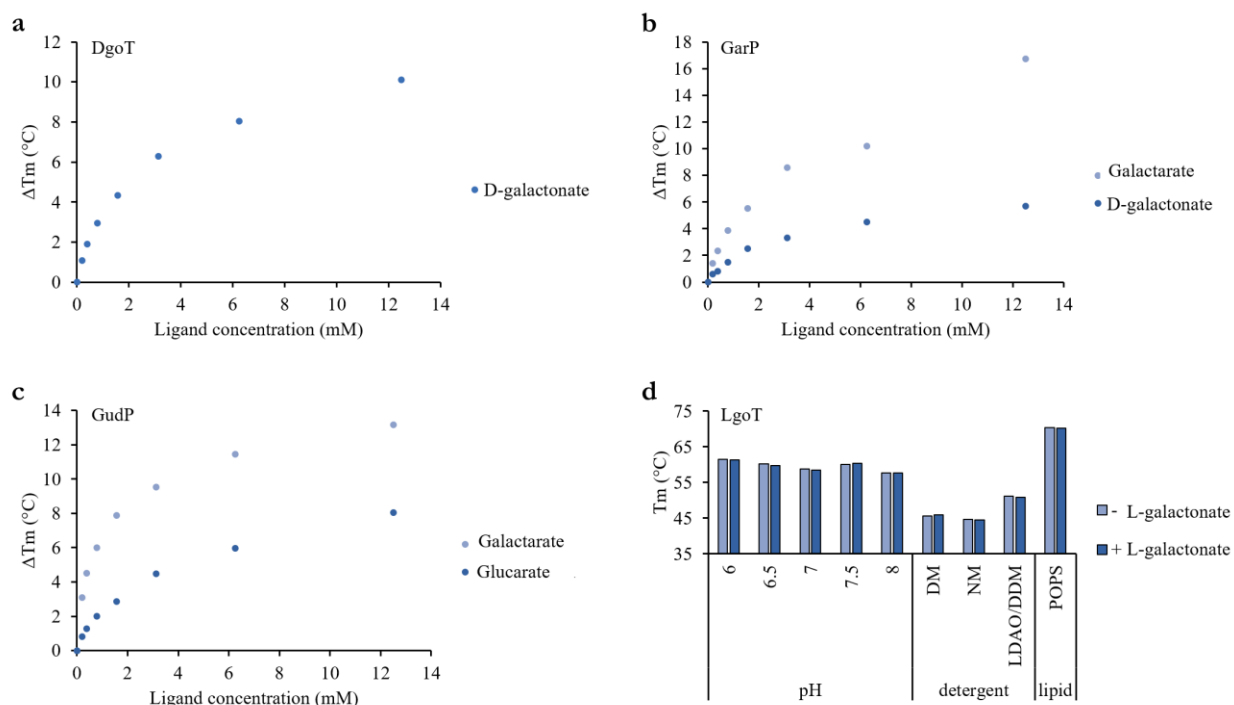 a
DgoT
12
10
8
6
4
2
0
ΔTm (°C)
0 2 4 6 8 10 12 14
Ligand concentration (mM)
D-galactonate
b
GarP
18
16
14
12
10
8
6
4
2
0
ΔTm (°C)
0 2 4 6 8 10 12 14
Ligand concentration (mM)
Galactarate
D-galactonate
c
GudP
14
12
10
8
6
4
2
0
ΔTm (°C)
0 2 4 6 8 10 12 14
Ligand concentration (mM)
Galactarate
Glucarate
d
LgoT
75
65
55
45
35
Tm (°C)
6
6.5
7
7.5
8
DM
NM
LDAO/DDM
POPS
pH detergent lipid
- L-galactonate
+ L-galactonate